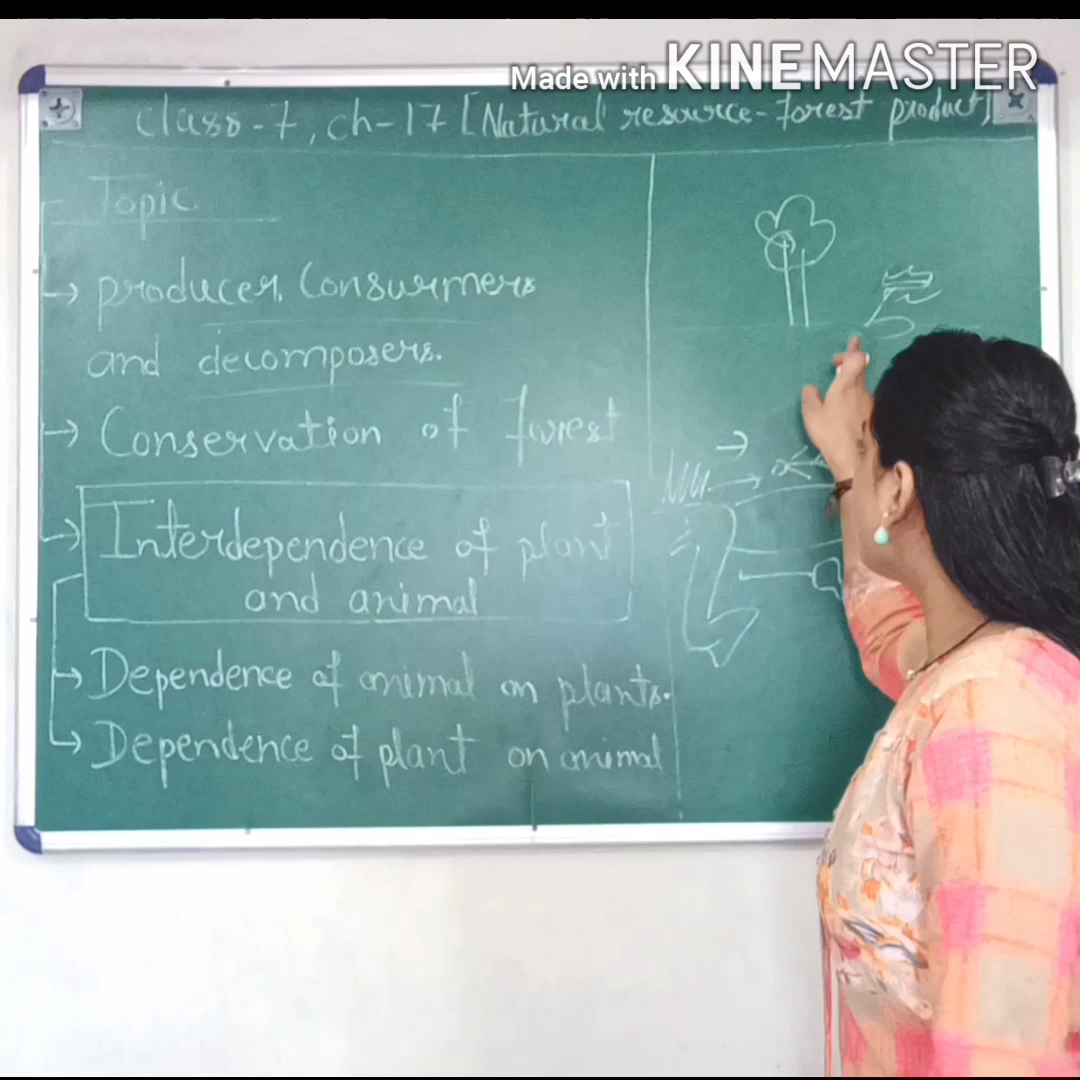 Made with KINEMASTER
class-7, ch-17 [Natural resource-forest product]
Topic
→ producer, Consurmers
and decomposers.
→ Conservation of forest
→ Interdependence of plant
and animal
→ Dependence of animal on plants.
→ Dependence of plant on animal